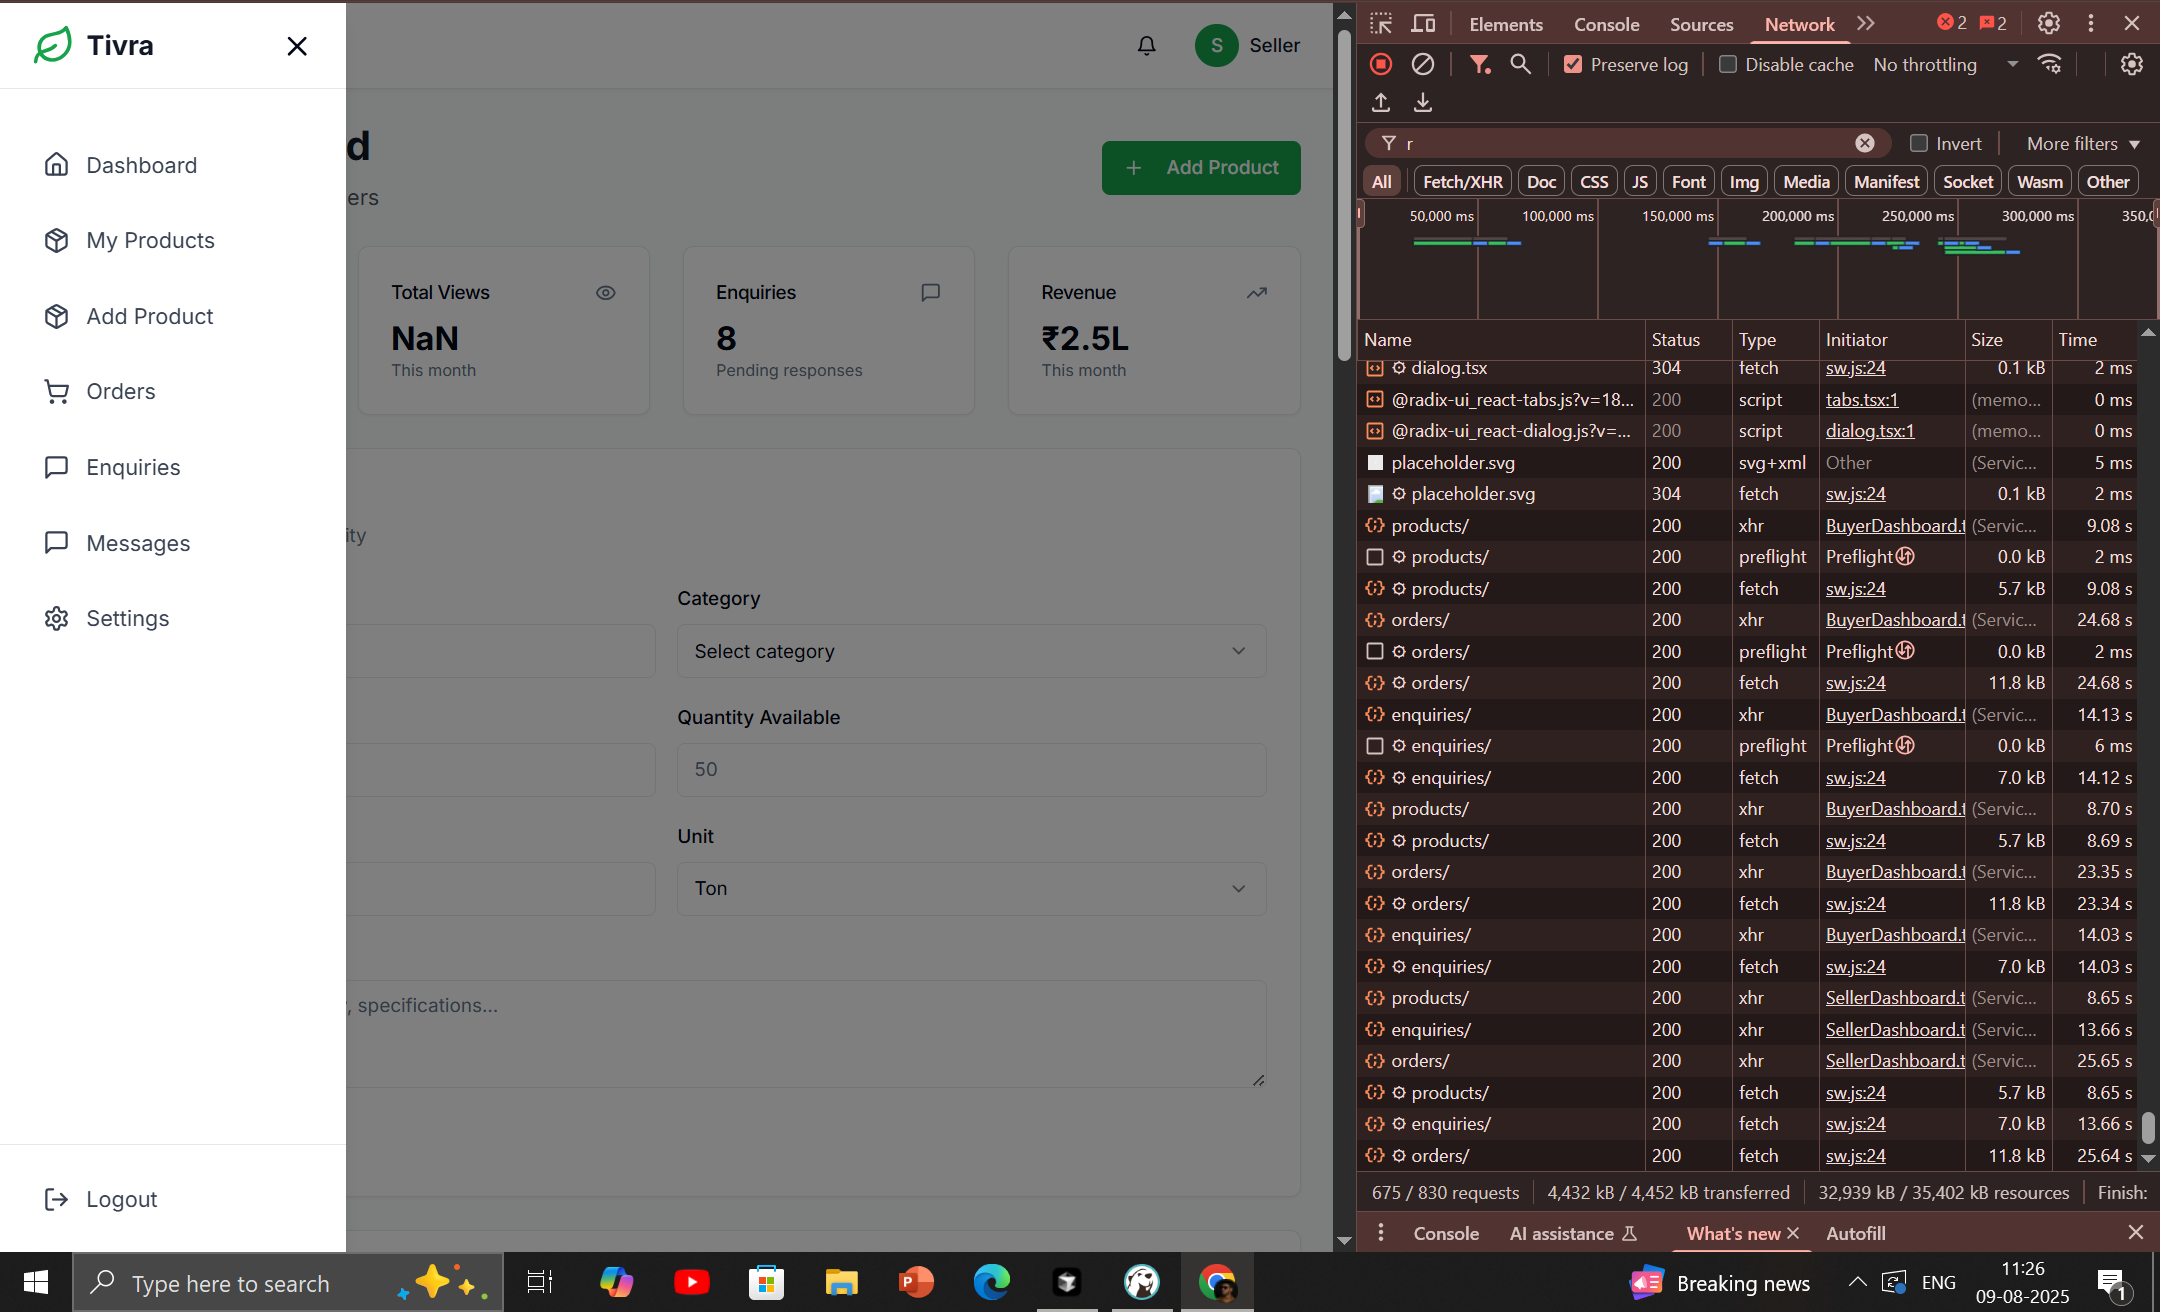 Tivra
Dashboard
My Products
Add Product
Orders
Enquiries
Messages
Settings
Logout
S
Seller
d
ers
+ Add Product
Total Views
NaN
This month
Enquiries
8
Pending responses
Revenue
₹2.5L
This month
ity
Category
Select category
Quantity Available
50
Unit
Ton
, specifications...
Elements Console Sources Network 2 2
Preserve log Disable cache No throttling
r Invert More filters
All Fetch/XHR Doc CSS JS Font Img Media Manifest Socket Wasm Other
50,000 ms 100,000 ms 150,000 ms 200,000 ms 250,000 ms 300,000 ms 350,0
Name Status Type Initiator Size Time
dialog.tsx 304 fetch sw.js:24 0.1 kB 2 ms
@radix-ui_react-tabs.js?v=18... 200 script tabs.tsx:1 (memo... 0 ms
@radix-ui_react-dialog.js?v=... 200 script dialog.tsx:1 (memo... 0 ms
placeholder.svg 200 svg+xml Other (Servic... 5 ms
placeholder.svg 304 fetch sw.js:24 0.1 kB 2 ms
products/ 200 xhr BuyerDashboard.t (Servic... 9.08 s
products/ 200 preflight Preflight 0.0 kB 2 ms
products/ 200 fetch sw.js:24 5.7 kB 9.08 s
orders/ 200 xhr BuyerDashboard.t (Servic... 24.68 s
orders/ 200 preflight Preflight 0.0 kB 2 ms
orders/ 200 fetch sw.js:24 11.8 kB 24.68 s
enquiries/ 200 xhr BuyerDashboard.t (Servic... 14.13 s
enquiries/ 200 preflight Preflight 0.0 kB 6 ms
enquiries/ 200 fetch sw.js:24 7.0 kB 14.12 s
products/ 200 xhr BuyerDashboard.t (Servic... 8.70 s
products/ 200 fetch sw.js:24 5.7 kB 8.69 s
orders/ 200 xhr BuyerDashboard.t (Servic... 23.35 s
orders/ 200 fetch sw.js:24 11.8 kB 23.34 s
enquiries/ 200 xhr BuyerDashboard.t (Servic... 14.03 s
enquiries/ 200 fetch sw.js:24 7.0 kB 14.03 s
products/ 200 xhr SellerDashboard.t (Servic... 8.65 s
enquiries/ 200 xhr SellerDashboard.t (Servic... 13.66 s
orders/ 200 xhr SellerDashboard.t (Servic... 25.65 s
products/ 200 fetch sw.js:24 5.7 kB 8.65 s
enquiries/ 200 fetch sw.js:24 7.0 kB 13.66 s
orders/ 200 fetch sw.js:24 11.8 kB 25.64 s
675 / 830 requests 4,432 kB / 4,452 kB transferred 32,939 kB / 35,402 kB resources Finish:
Console AI assistance What's new Autofill
Type here to search
Breaking news
ENG
11:26
09-08-2025
1